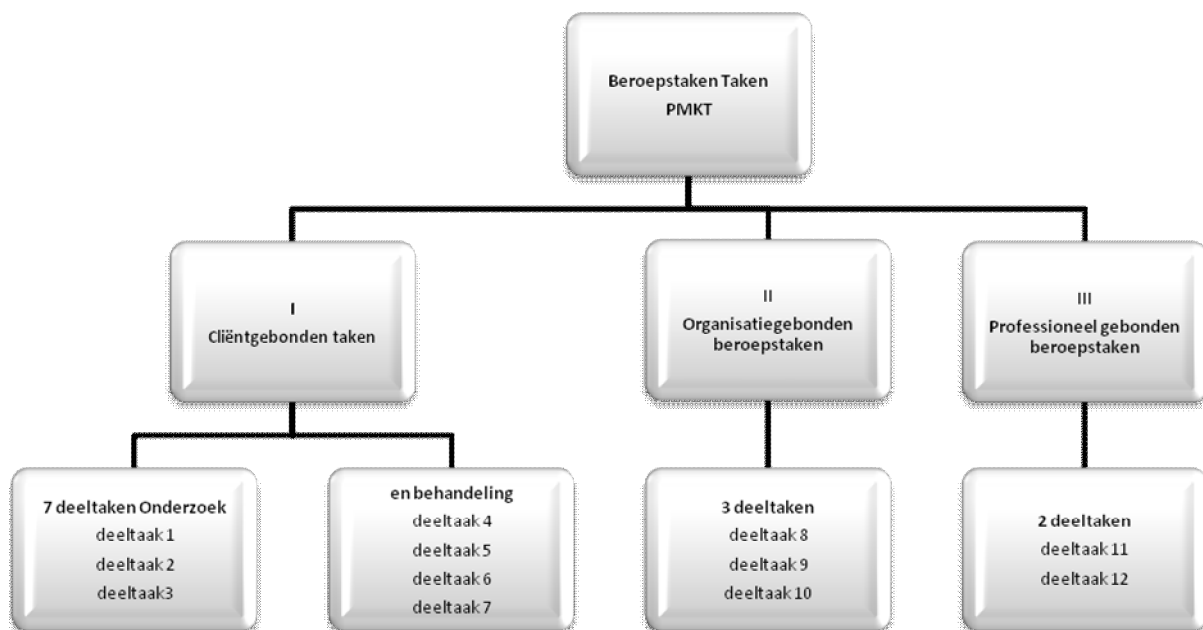 Beroepstaken Taken
PMKT
I
Cliëntgebonden taken
II
Organisatiegebonden
beroepstaken
III
Professioneel gebonden
beroepstaken
7 deeltaken Onderzoek
deeltaak 1
deeltaak 2
deeltaak3
en behandeling
deeltaak 4
deeltaak 5
deeltaak 6
deeltaak 7
3 deeltaken
deeltaak 8
deeltaak 9
deeltaak 10
2 deeltaken
deeltaak 11
deeltaak 12